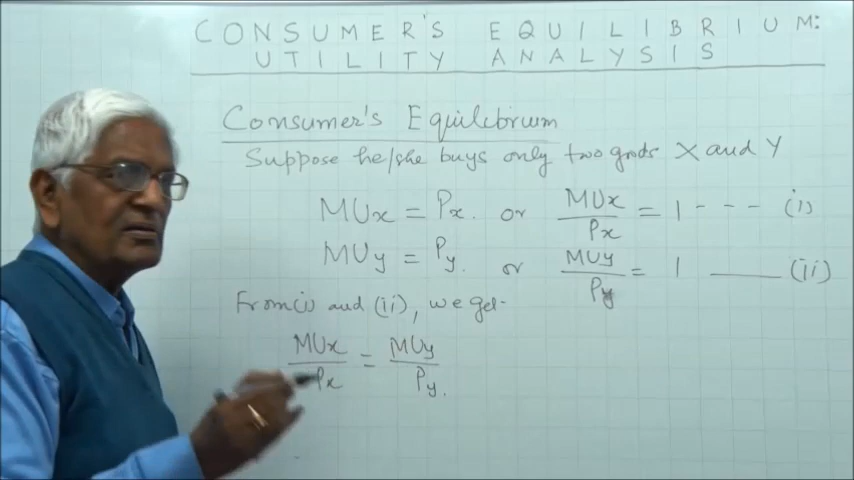 CONSUMER'S EQUILIBRIUM:
UTILITY ANALYSIS
Consumer's Equilibrium
Suppose he/she buys only two goods X and Y
MUx = Px. or MUx/Px = 1 - - - (i)
MUy = Py. or MUy/Py = 1 ——— (ii)
From (i) and (ii), we get-
MUx/Px = MUy/Py.